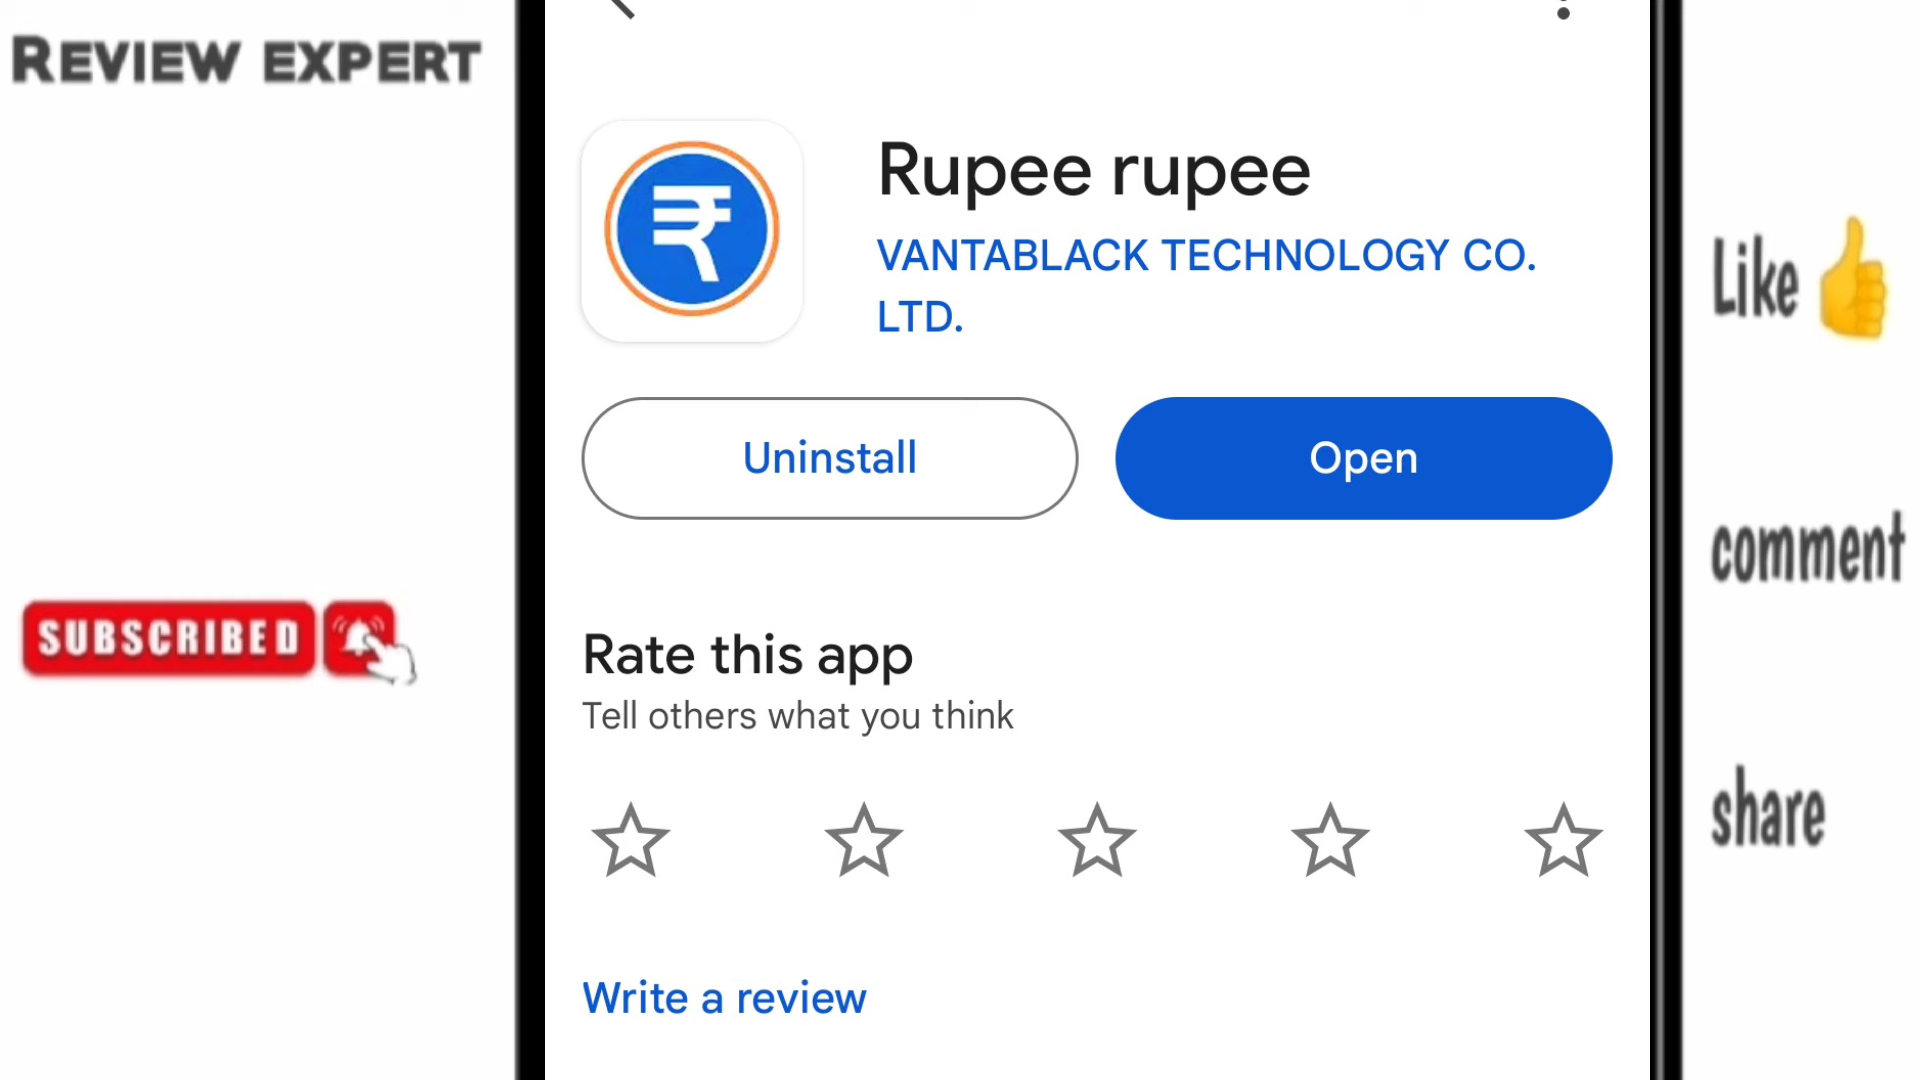 REVIEW EXPERT
Rupee rupee
VANTABLACK TECHNOLOGY CO.
LTD.
Uninstall
Open
Rate this app
Tell others what you think
Write a review
SUBSCRIBED
Like
comment
share